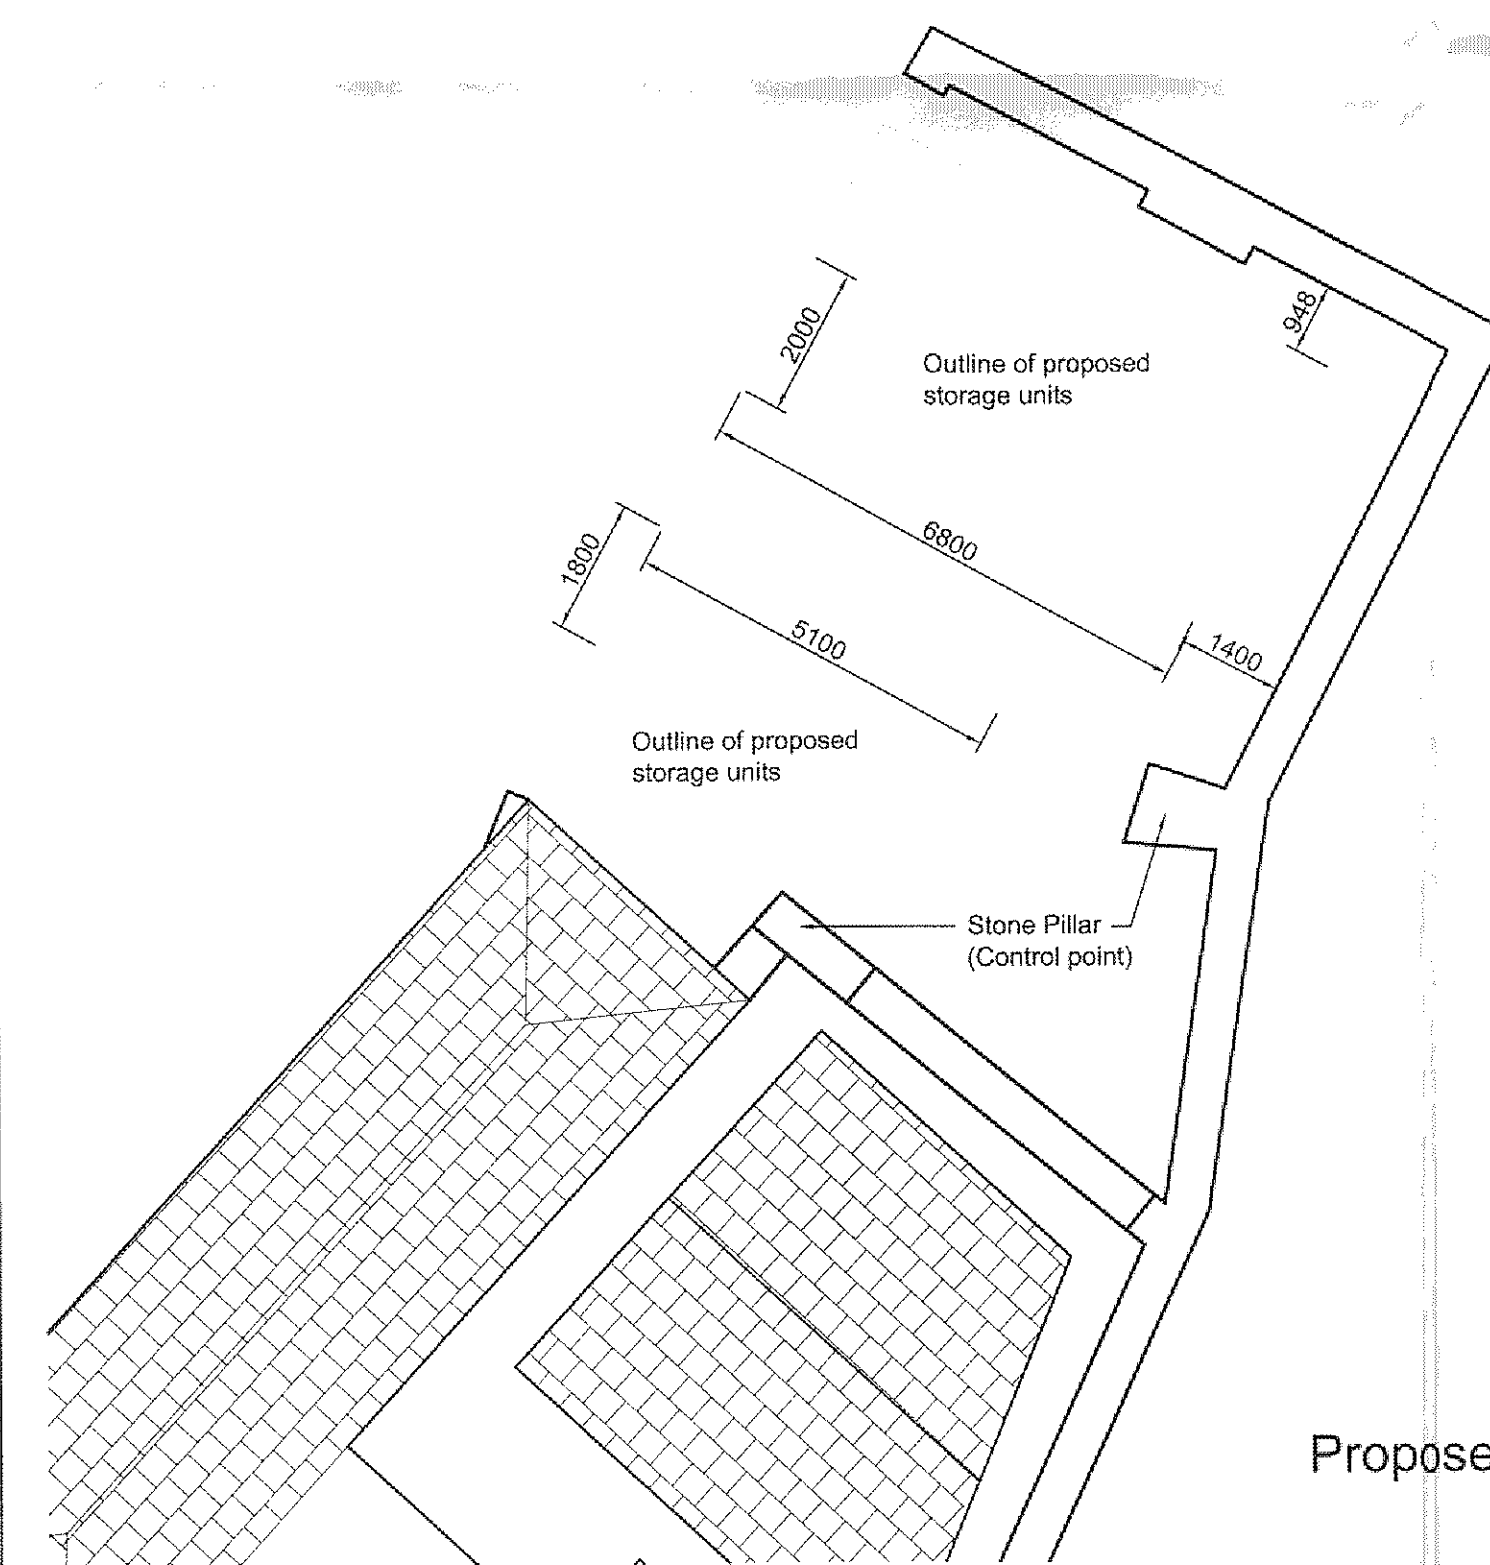 948
2000
Outline of proposed
storage units
6800
1800
5100
1400
Outline of proposed
storage units
Stone Pillar
(Control point)
Propose